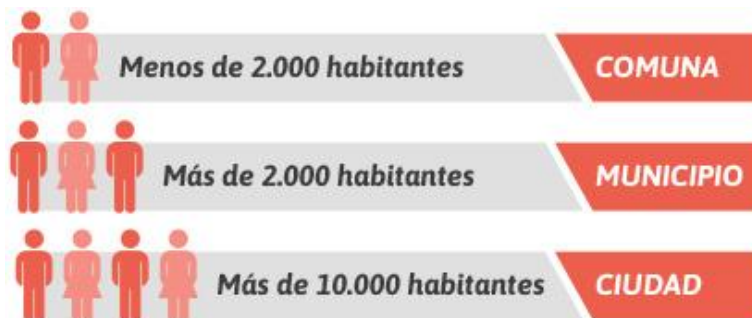 Menos de 2.000 habitantes COMUNA
Más de 2.000 habitantes MUNICIPIO
Más de 10.000 habitantes CIUDAD